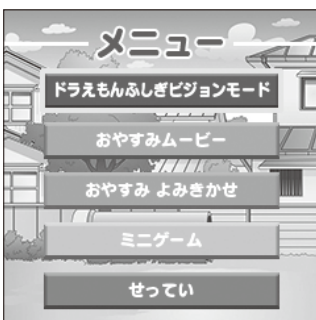 メニュー
ドラえもんふしぎビジョンモード
おやすみムービー
おやすみ よみきかせ
ミニゲーム
せってい